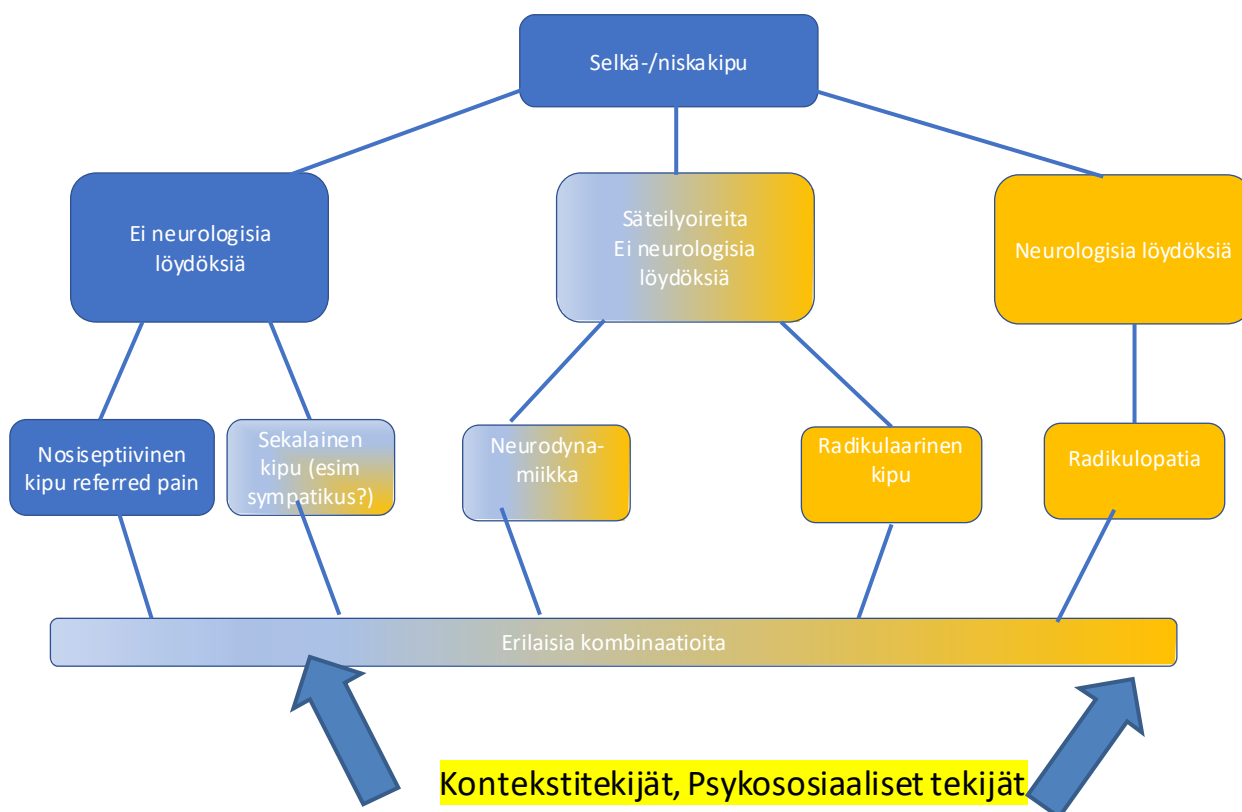 Selkä-/niskakipu
Ei neurologisia
löydöksiä
Säteilyoireita
Ei neurologisia
löydöksiä
Neurologisia löydöksiä
Nosiseptiivinen
kipu referred pain
Sekalainen
kipu (esim
sympatikus?)
Neurodyna-
miikka
Radikulaarinen
kipu
Radikulopatia
Erilaisia kombinaatioita
Kontekstitekijät, Psykososiaaliset tekijät